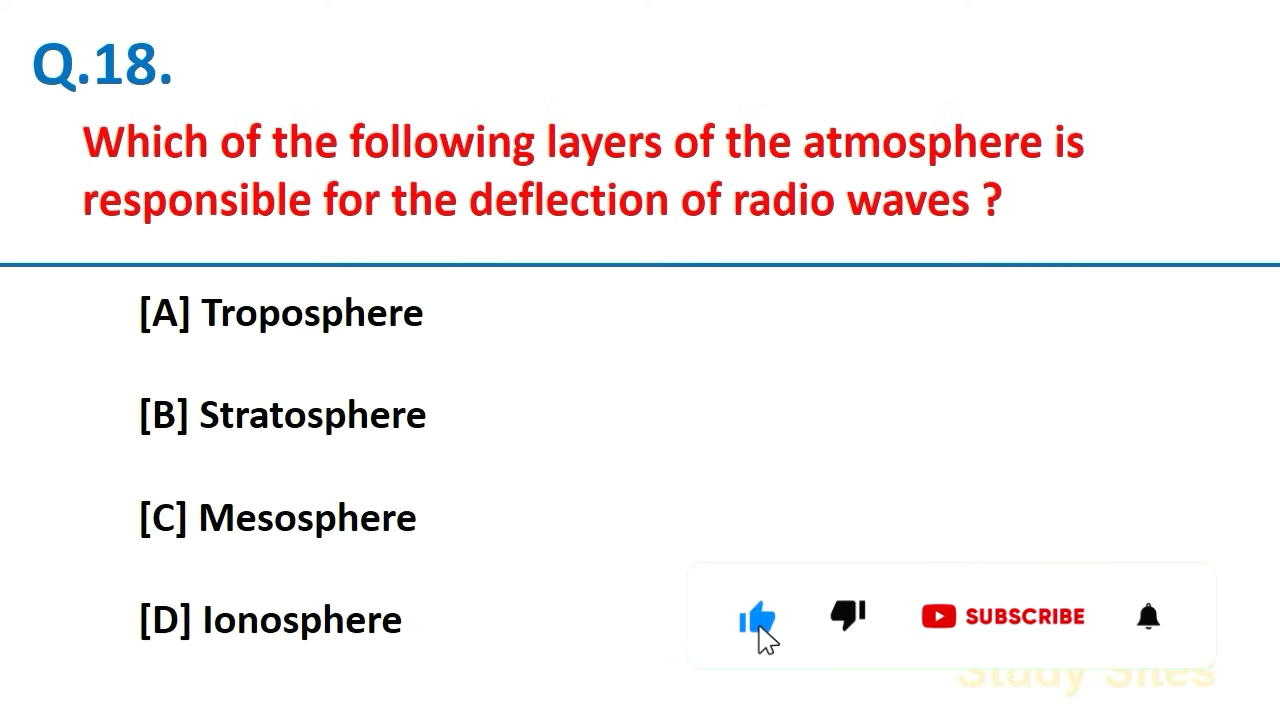 Q.18.
Which of the following layers of the atmosphere is
responsible for the deflection of radio waves ?
[A] Troposphere
[B] Stratosphere
[C] Mesosphere
[D] Ionosphere
SUBSCRIBE
Study Sites